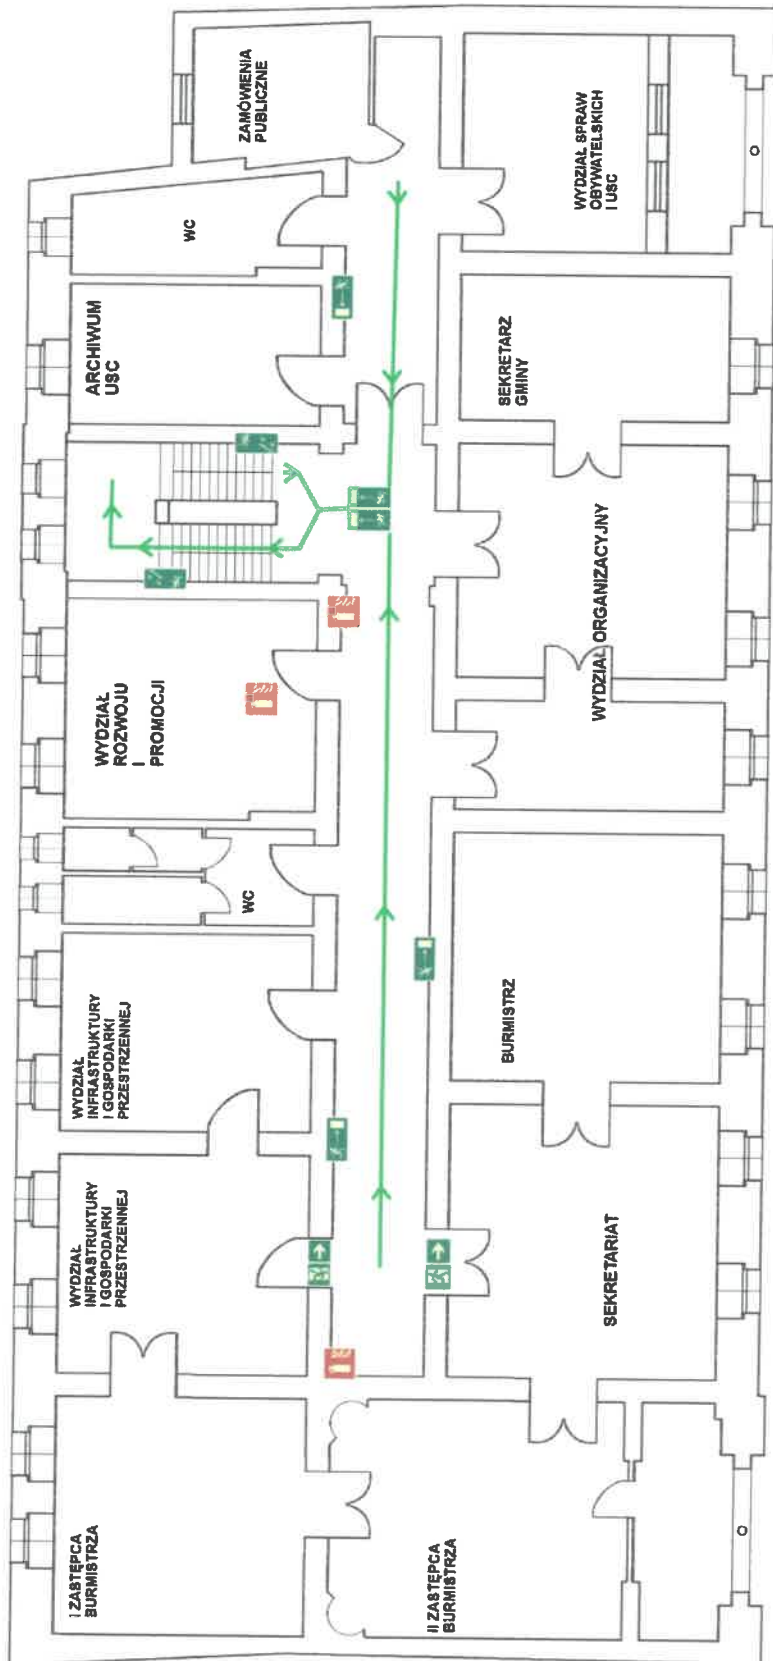 I ZASTĘPCA
BURMISTRZA
WYDZIAŁ
INFRASTRUKTURY
I GOSPODARKI
PRZESTRZENNEJ
WYDZIAŁ
INFRASTRUKTURY
I GOSPODARKI
PRZESTRZENNEJ
WC
WYDZIAŁ
ROZWOJU
I
PROMOCJI
ARCHIWUM
USC
WC
ZAMÓWIENIA
PUBLICZNE
II ZASTĘPCA
BURMISTRZA
SEKRETARIAT
BURMISTRZ
WYDZIAŁ ORGANIZACYJNY
SEKRETARZ
GMINY
WYDZIAŁ SPRAW
OBYWATELSKICH
I USC